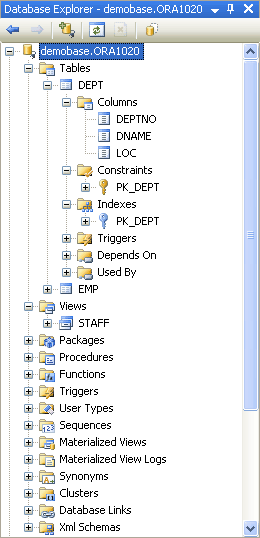 Database Explorer - demobase.ORA1020
demobase.ORA1020
Tables
DEPT
Columns
DEPTNO
DNAME
LOC
Constraints
PK_DEPT
Indexes
PK_DEPT
Triggers
Depends On
Used By
EMP
Views
STAFF
Packages
Procedures
Functions
Triggers
User Types
Sequences
Materialized Views
Materialized View Logs
Synonyms
Clusters
Database Links
Xml Schemas